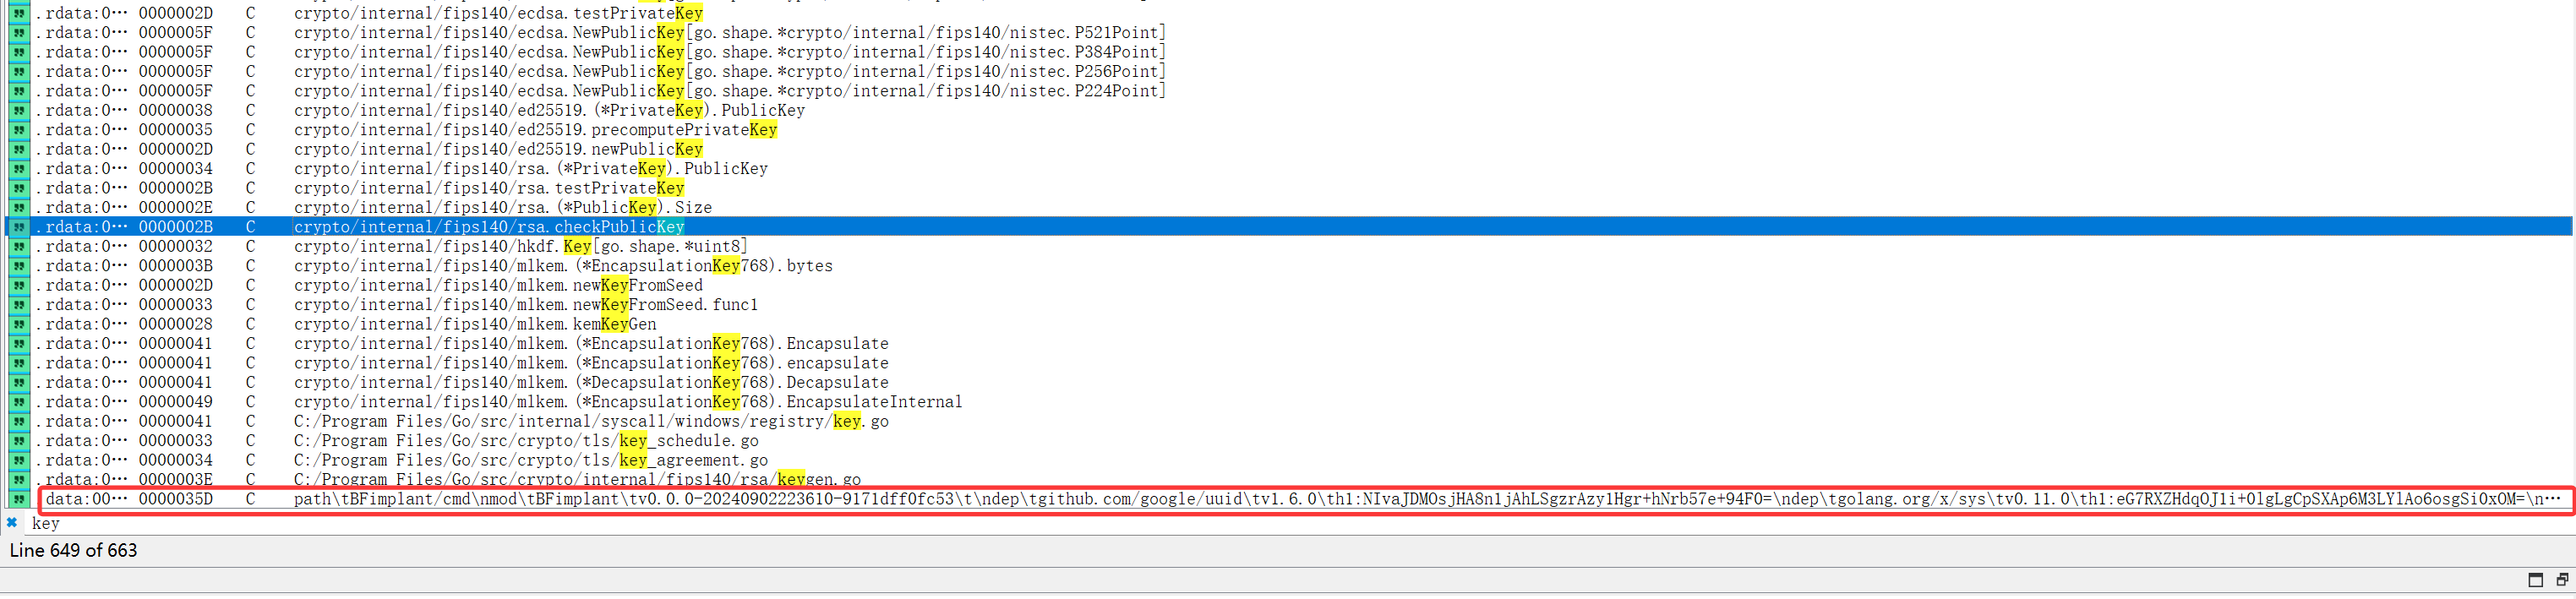 .rdata:0… 0000002D C crypto/internal/fips140/ecdsa.testPrivateKey
.rdata:0… 0000005F C crypto/internal/fips140/ecdsa.NewPublicKey[go.shape.*crypto/internal/fips140/nistec.P521Point]
.rdata:0… 0000005F C crypto/internal/fips140/ecdsa.NewPublicKey[go.shape.*crypto/internal/fips140/nistec.P384Point]
.rdata:0… 0000005F C crypto/internal/fips140/ecdsa.NewPublicKey[go.shape.*crypto/internal/fips140/nistec.P256Point]
.rdata:0… 0000005F C crypto/internal/fips140/ecdsa.NewPublicKey[go.shape.*crypto/internal/fips140/nistec.P224Point]
.rdata:0… 00000038 C crypto/internal/fips140/ed25519.(*PrivateKey).PublicKey
.rdata:0… 00000035 C crypto/internal/fips140/ed25519.precomputePrivateKey
.rdata:0… 0000002D C crypto/internal/fips140/ed25519.newPublicKey
.rdata:0… 00000034 C crypto/internal/fips140/rsa.(*PrivateKey).PublicKey
.rdata:0… 0000002B C crypto/internal/fips140/rsa.testPrivateKey
.rdata:0… 0000002E C crypto/internal/fips140/rsa.(*PublicKey).Size
.rdata:0… 0000002B C crypto/internal/fips140/rsa.checkPublicKey
.rdata:0… 00000032 C crypto/internal/fips140/hkdf.Key[go.shape.*uint8]
.rdata:0… 0000003B C crypto/internal/fips140/mlkem.(*EncapsulationKey768).bytes
.rdata:0… 0000002D C crypto/internal/fips140/mlkem.newKeyFromSeed
.rdata:0… 00000033 C crypto/internal/fips140/mlkem.newKeyFromSeed.func1
.rdata:0… 00000028 C crypto/internal/fips140/mlkem.kemKeyGen
.rdata:0… 00000041 C crypto/internal/fips140/mlkem.(*EncapsulationKey768).Encapsulate
.rdata:0… 00000041 C crypto/internal/fips140/mlkem.(*EncapsulationKey768).encapsulate
.rdata:0… 00000041 C crypto/internal/fips140/mlkem.(*DecapsulationKey768).Decapsulate
.rdata:0… 00000049 C crypto/internal/fips140/mlkem.(*EncapsulationKey768).EncapsulateInternal
.rdata:0… 00000041 C C:/Program Files/Go/src/internal/syscall/windows/registry/key.go
.rdata:0… 00000033 C C:/Program Files/Go/src/crypto/tls/key_schedule.go
.rdata:0… 00000034 C C:/Program Files/Go/src/crypto/tls/key_agreement.go
.rdata:0… 0000003E C C:/Program Files/Go/src/crypto/internal/fips140/rsa/keygen.go
data:00… 0000035D C path\tBFimplant/cmd\nmod\tBFimplant\tv0.0.0-20240902223610-9171dff0fc53\t\ndep\tgithub.com/google/uuid\tv1.6.0\th1:NIvaJDMOsjHA8n1jAhLSgzrAzy1Hgr+hNrb57e+94F0=\ndep\tgolang.org/x/sys\tv0.11.0\th1:eG7RXZHdqOJ1i+0lgLgCpSXAp6M3LYlAo6osgSi0xOM=\n…
key
Line 649 of 663